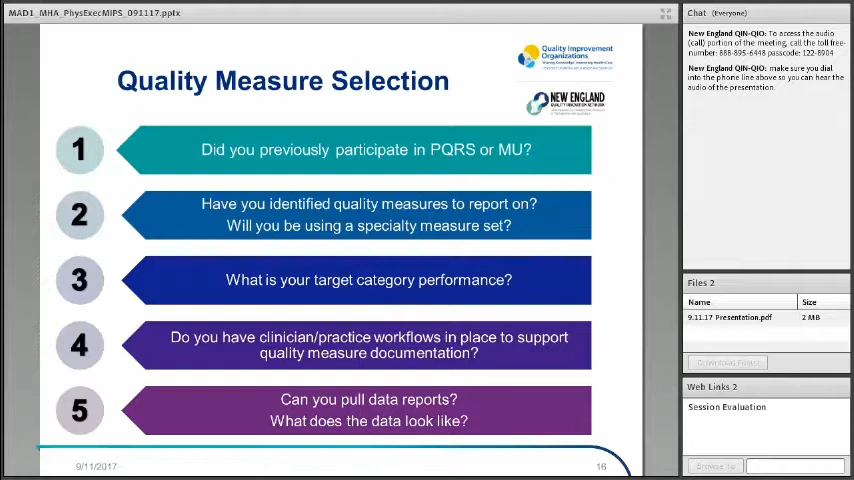 MAD1_MHA_PhysExecMIPS_091117.pptx
Quality Measure Selection
Quality Improvement
Organizations
NEW ENGLAND
1
Did you previously participate in PQRS or MU?
2
Have you identified quality measures to report on?
Will you be using a specialty measure set?
3
What is your target category performance?
4
Do you have clinician/practice workflows in place to support
quality measure documentation?
5
Can you pull data reports?
What does the data look like?
9/11/2017
16
Chat (Everyone)
New England QIN-QIO: To access the audio
(call) portion of the meeting, call the toll free-
number: 888-895-6448 passcode: 122-8904
New England QIN-QIO: make sure you dial
into the phone line above so you can hear the
audio of the presentation.
Files 2
Name Size
9.11.17 Presentation.pdf 2 MB
Download File(s)
Web Links 2
Session Evaluation
Browse To